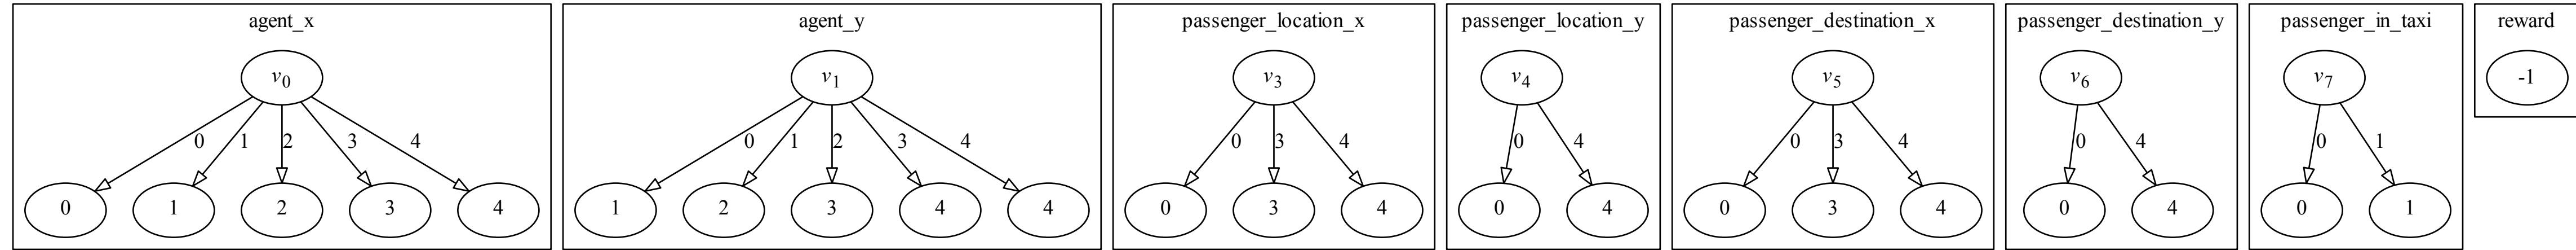 agent_x
v0
0 1 2 3 4
0 1 2 3 4
agent_y
v1
0 1 2 3 4
1 2 3 4 4
passenger_location_x
v3
0 3 4
0 3 4
passenger_location_y
v4
0 4
0 4
passenger_destination_x
v5
0 3 4
0 3 4
passenger_destination_y
v6
0 4
0 4
passenger_in_taxi
v7
0 1
0 1
reward
-1